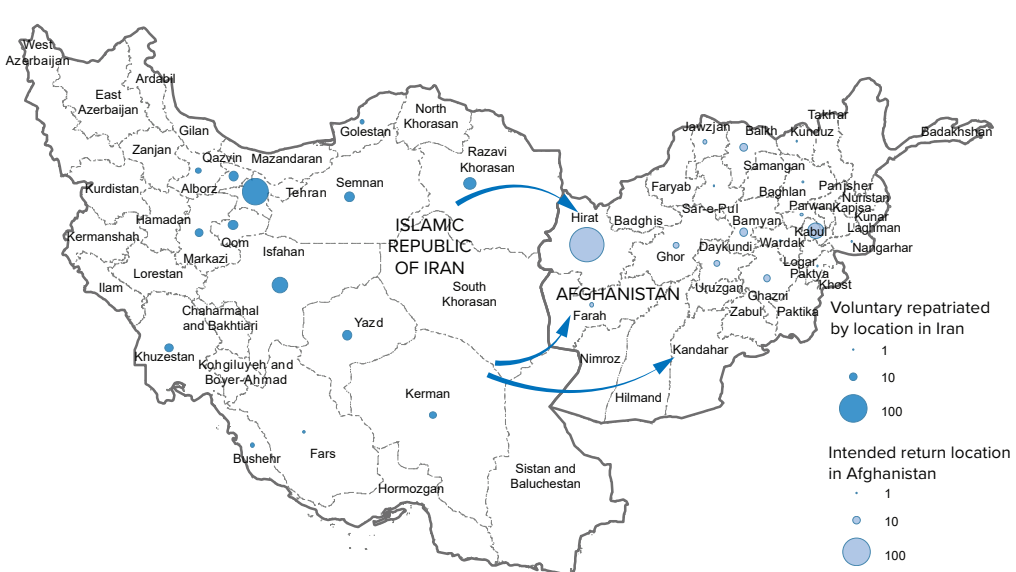 West
Azerbaijan
Ardabil
East
Azerbaijan
Gilan
Zanjan
Qazvin
Mazandaran
Golestan
North
Khorasan
Razavi
Khorasan
Kurdistan
Alborz
Tehran
Semnan
Hamadan
Kermanshah
Qom
Markazi
Isfahan
ISLAMIC
REPUBLIC
OF IRAN
Lorestan
Ilam
South
Khorasan
Chaharmahal
and Bakhtiari
Yazd
Khuzestan
Kohgiluyeh and
Boyer-Ahmad
Kerman
Bushehr
Fars
Hormozgan
Sistan and
Baluchestan
Jawzjan
Balkh
Takhar
Kunduz
Badakhshan
Samangan
Faryab
Baghlan
Panjsher
Nuristan
Sar-e-Pul
Parwan
Kapisa
Kunar
Hirat
Badghis
Bamyan
Kabul
Laghman
Daykundi
Wardak
Nangarhar
Ghor
Logar
Paktya
AFGHANISTAN
Uruzgan
Ghazni
Khost
Farah
Zabul
Paktika
Nimroz
Kandahar
Hilmand
Voluntary repatriated
by location in Iran
1
10
100
Intended return location
in Afghanistan
1
10
100